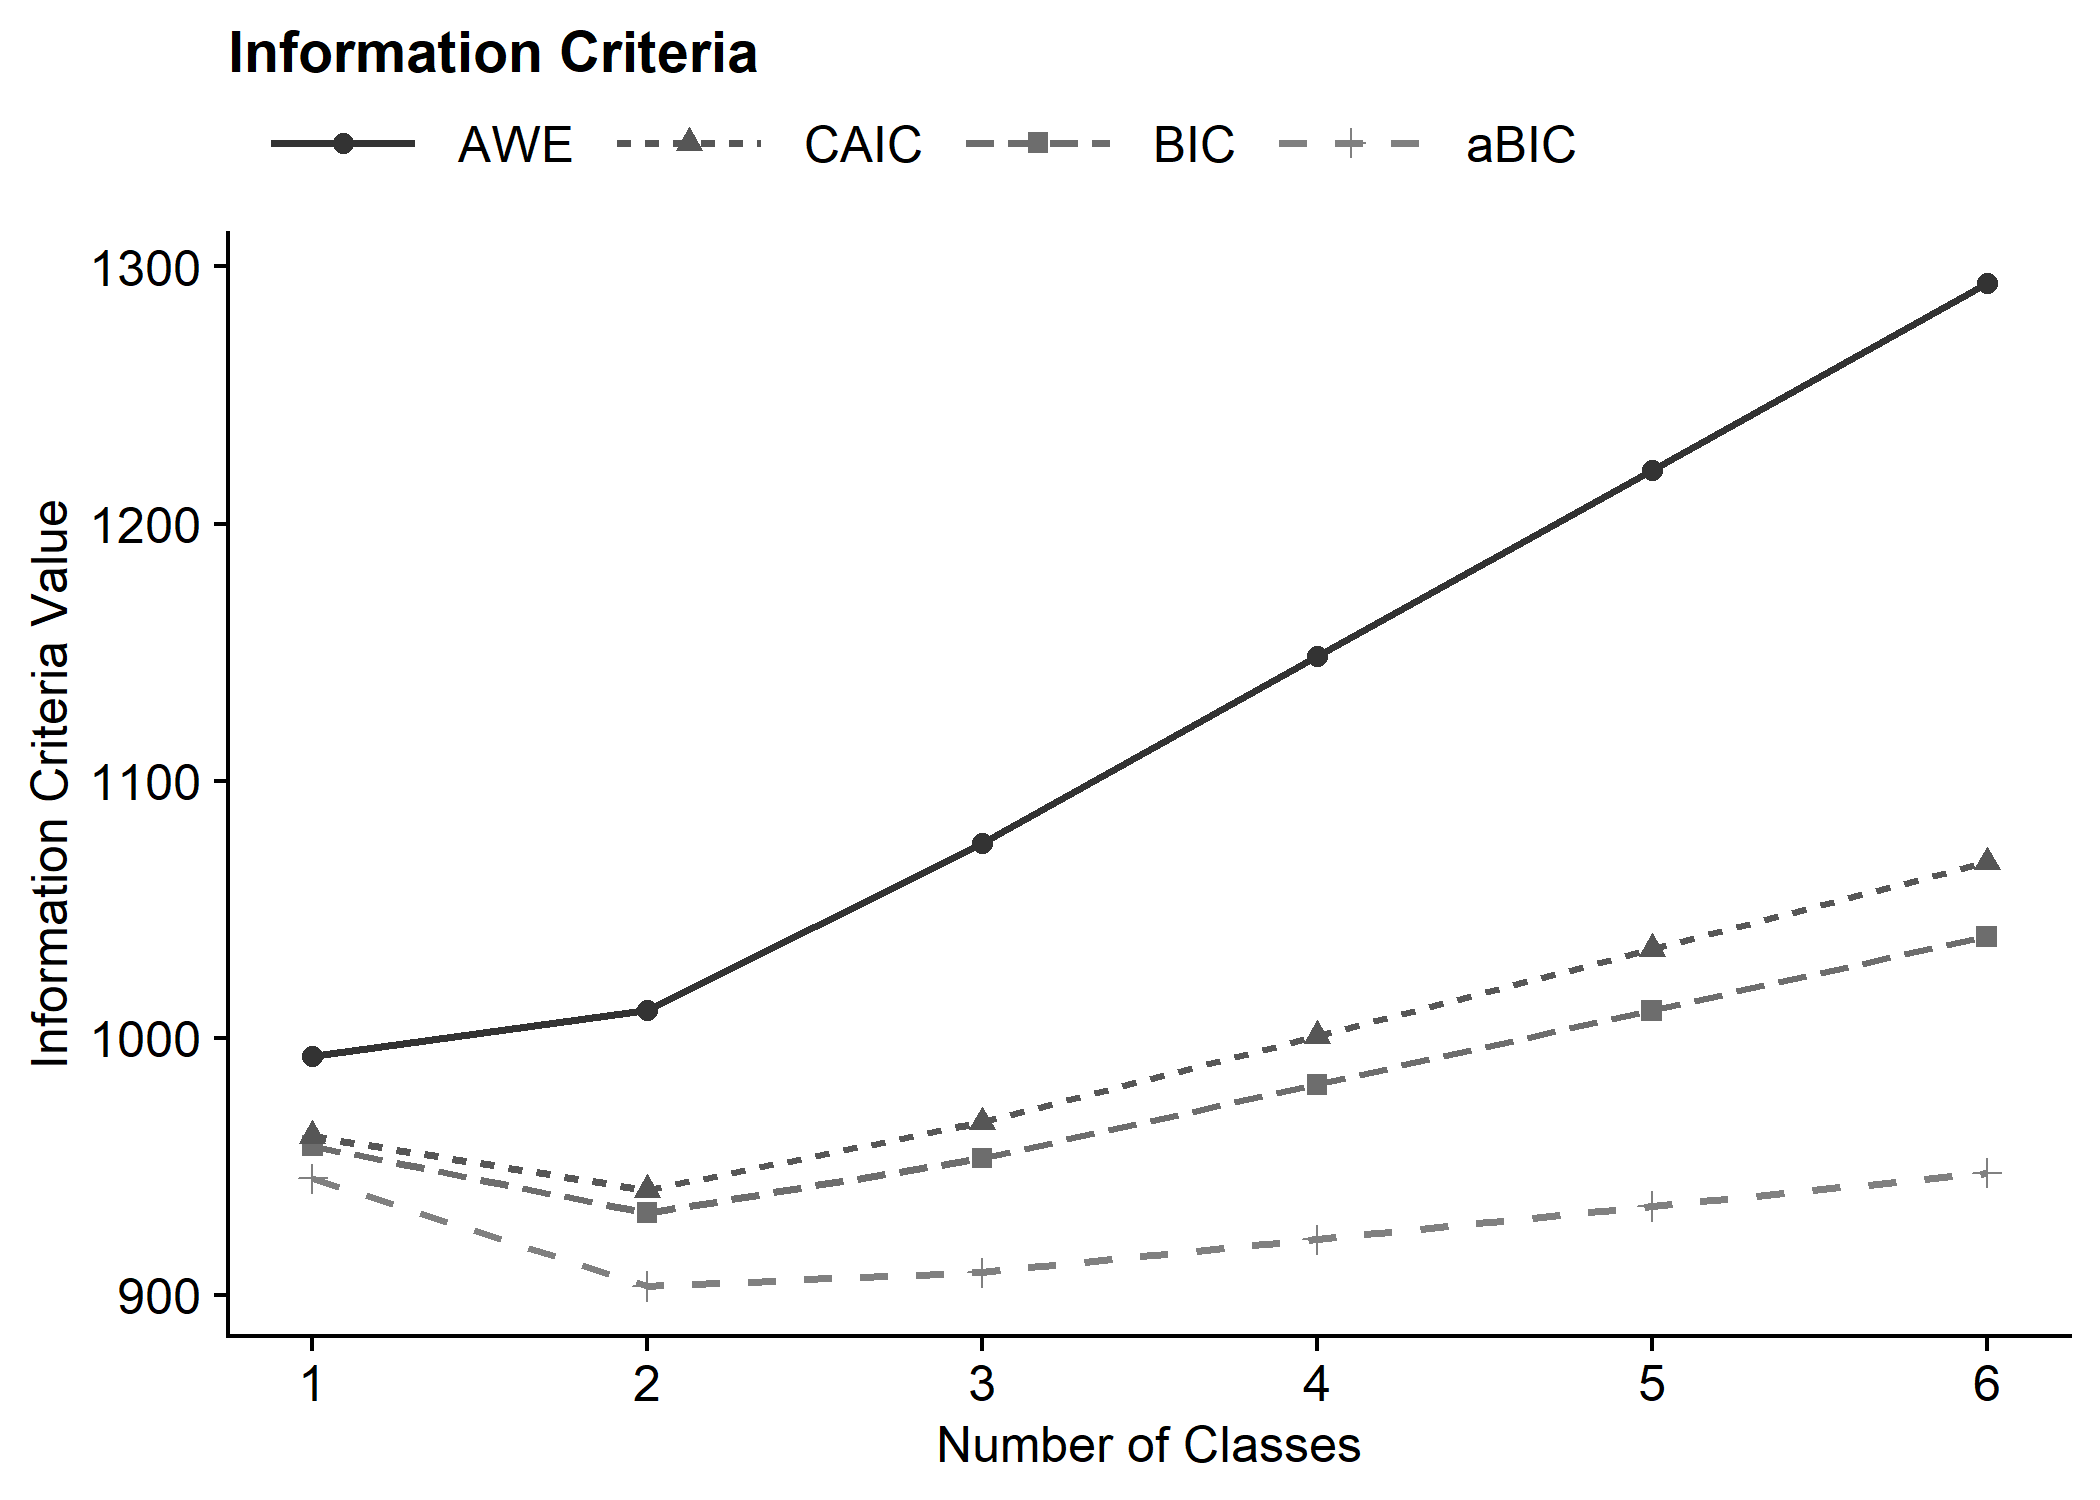 Information Criteria
AWE CAIC BIC aBIC
Information Criteria Value
1300
1200
1100
1000
900
1 2 3 4 5 6
Number of Classes